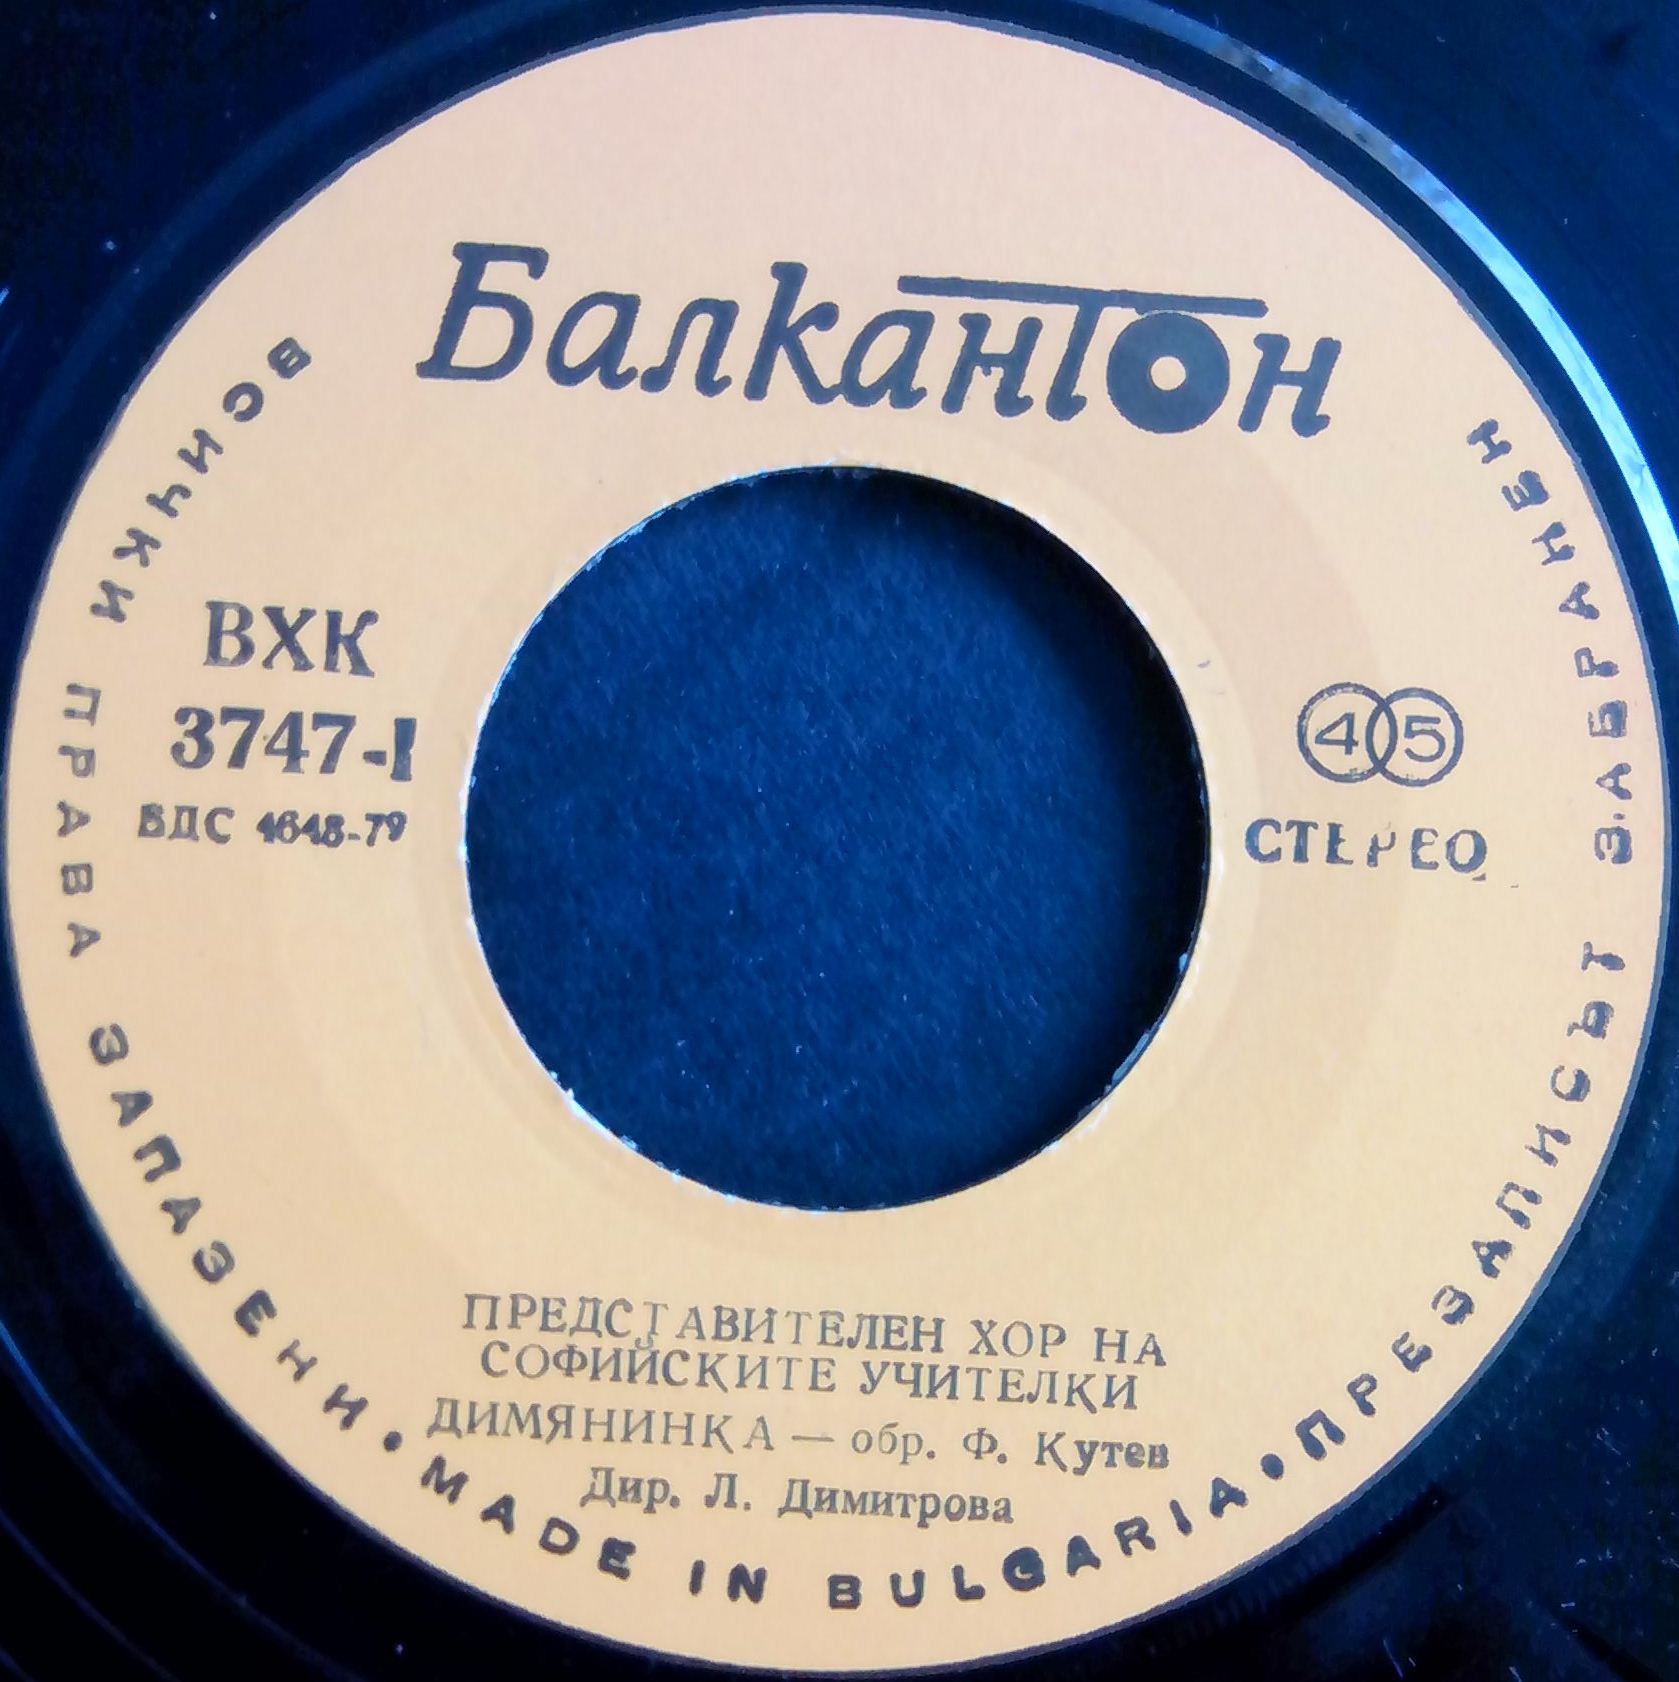 Балкантон
ВХК
3747-I
БДС 4648-79
45
СТЕРЕО
ПРЕДСТАВИТЕЛЕН ХОР НА
СОФИЙСКИТЕ УЧИТЕЛКИ
ДИМЯНИНКА — обр. Ф. Кутев
Дир. Л. Димитрова
ВСИЧКИ ПРАВА ЗАПАЗЕНИ • MADE IN BULGARIA • ПРЕЗАПИСЪТ ЗАБРАНЕН